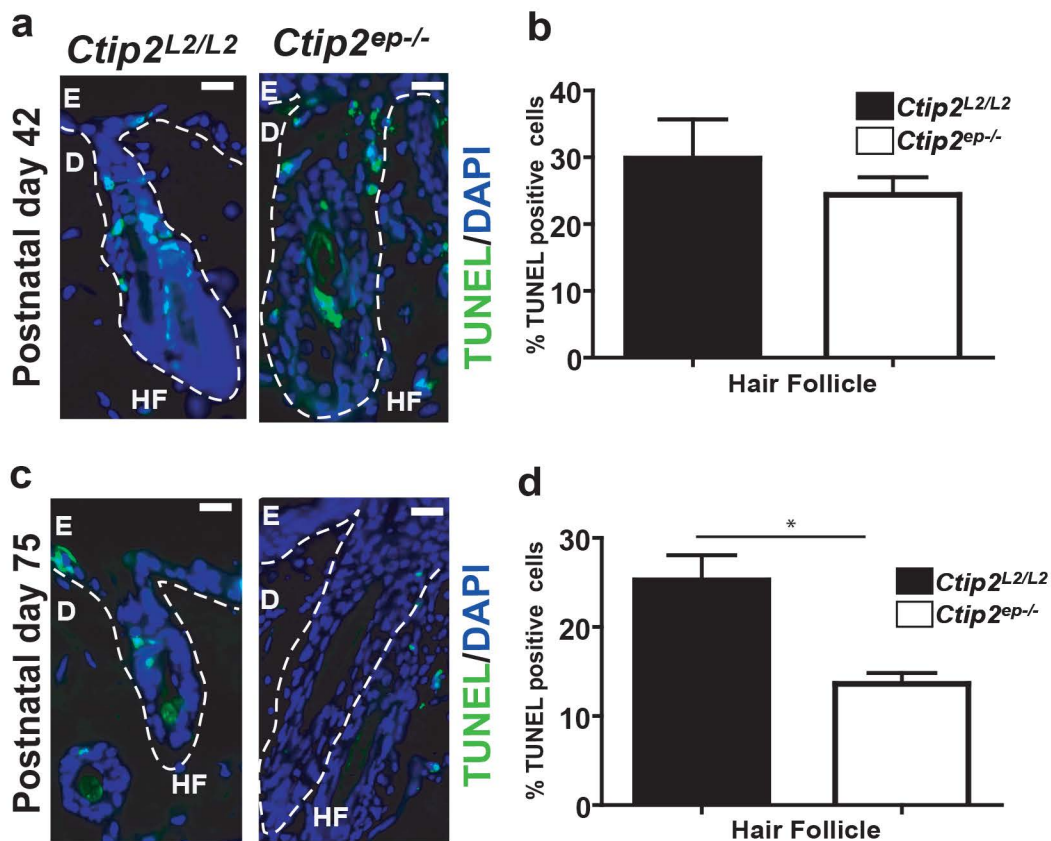 a
Ctip2L2/L2
Ctip2ep-/-
Postnatal day 42
E
D
HF
E
D
HF
TUNEL/DAPI
b
% TUNEL positive cells
40
30
20
10
0
Ctip2L2/L2
Ctip2ep-/-
Hair Follicle
c
Postnatal day 75
E
D
HF
E
D
HF
TUNEL/DAPI
d
% TUNEL positive cells
30
20
10
0
*
Ctip2L2/L2
Ctip2ep-/-
Hair Follicle